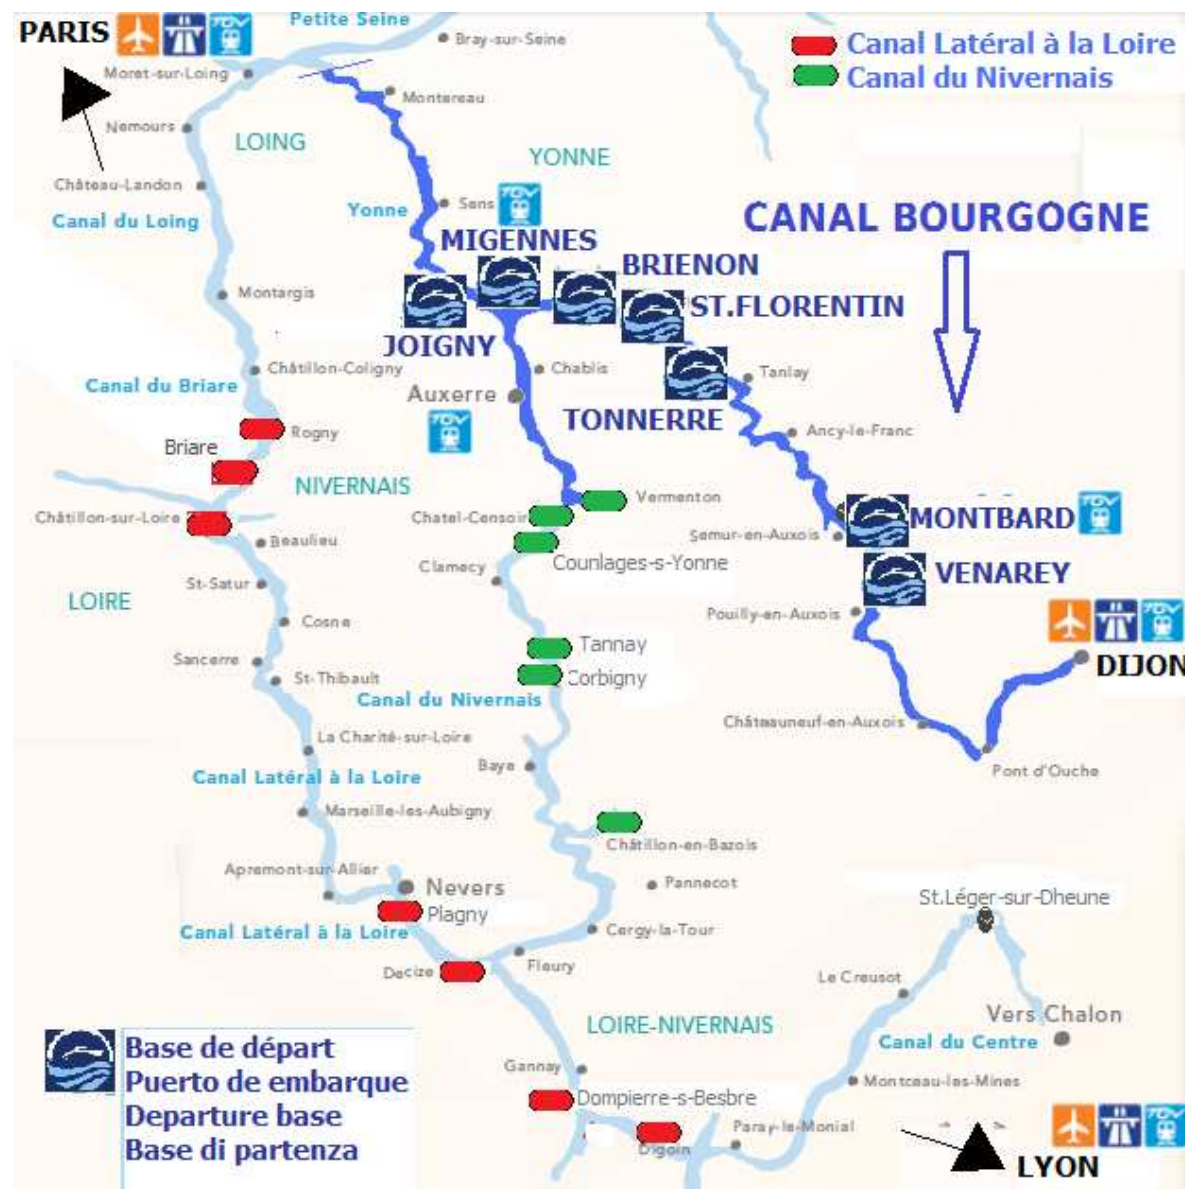 PARIS
TGV
Petite Seine
Bray-sur-Seine
Canal Latéral à la Loire
Canal du Nivernais
Moret-sur-Loing
Montereau
Nemours
LOING
YONNE
Château-Landon
Canal du Loing
Yonne
Sens
TGV
CANAL BOURGOGNE
MIGENNES
BRIENON
ST.FLORENTIN
Montargis
JOIGNY
Châtillon-Coligny
Chablis
Tanlay
Canal du Briare
Auxerre
TGV
TONNERRE
Ancy-le-Franc
Rogny
Briare
NIVERNAIS
Vermenton
Châtillon-sur-Loire
Chatel-Censoir
MONTBARD
TGV
Semur-en-Auxois
Beaulieu
Counlages-s-Yonne
Clamecy
VENAREY
St-Satur
LOIRE
Pouilly-en-Auxois
Cosne
TGV
DIJON
Tannay
Sancerre
St-Thibault
Corbigny
Canal du Nivernais
Châteauneuf-en-Auxois
La Charité-sur-Loire
Baye
Pont d'Ouche
Canal Latéral à la Loire
Marseille-les-Aubigny
Châtillon-en-Bazois
Apremont-sur-Allier
Nevers
Pannecot
Plagny
St.Léger-sur-Dheune
Canal Latéral à la Loire
Cergy-la-Tour
Decize
Fleury
Le Creusot
LOIRE-NIVERNAIS
Vers Chalon
Canal du Centre
Base de départ
Puerto de embarque
Departure base
Base di partenza
Gannay
Montceau-les-Mines
Dompierre-s-Besbre
Paray-le-Monial
Digoin
TGV
LYON